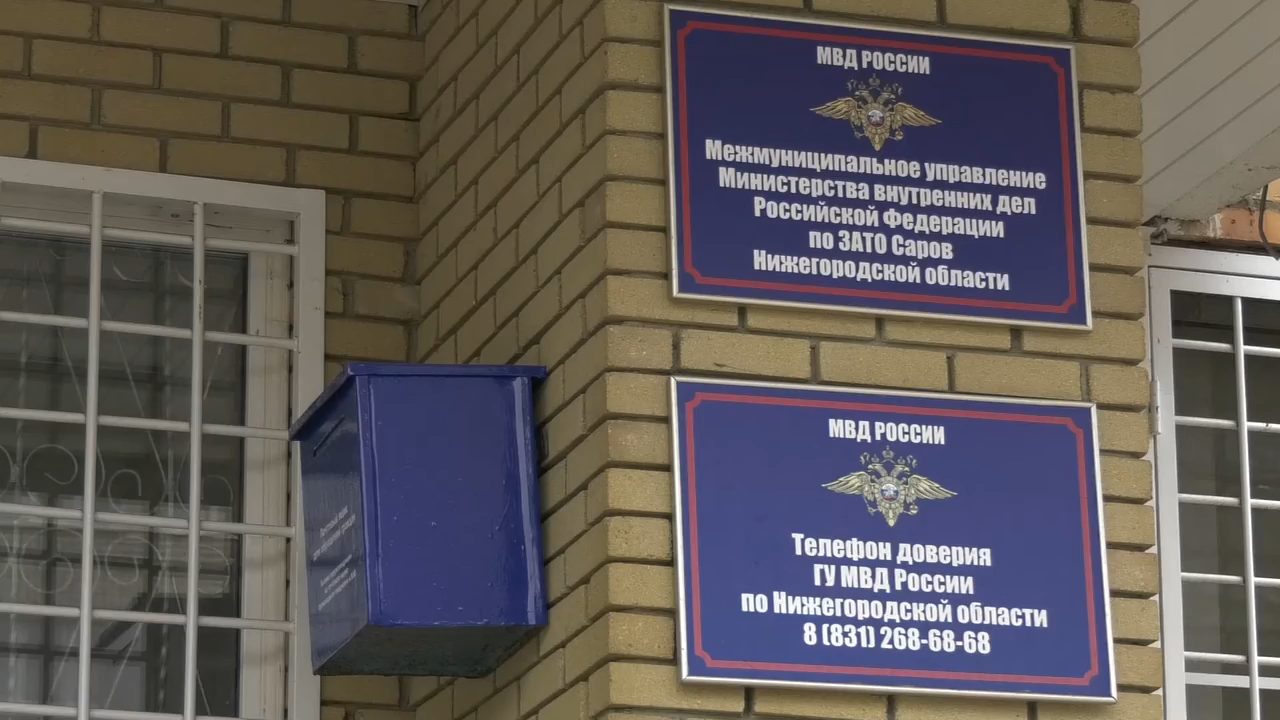 МВД РОССИИ
Межмуниципальное управление
Министерства внутренних дел
Российской Федерации
по ЗАТО Саров
Нижегородской области
МВД РОССИИ
Телефон доверия
ГУ МВД России
по Нижегородской области
8 (831) 268-68-68